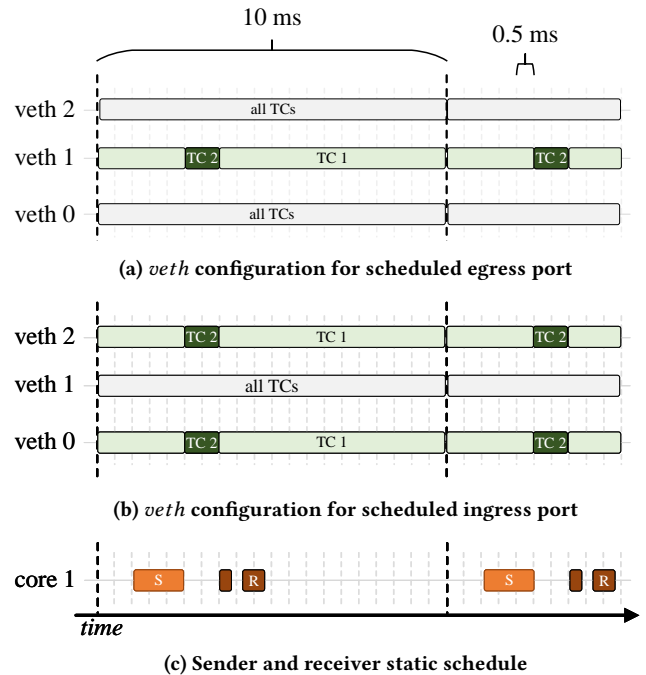 10 ms
0.5 ms
veth 2
all TCs
veth 1
TC 2
TC 1
TC 2
veth 0
all TCs
(a) veth configuration for scheduled egress port
veth 2
TC 2
TC 1
TC 2
veth 1
all TCs
veth 0
TC 2
TC 1
TC 2
(b) veth configuration for scheduled ingress port
core 1
S
R
S
R
time
(c) Sender and receiver static schedule